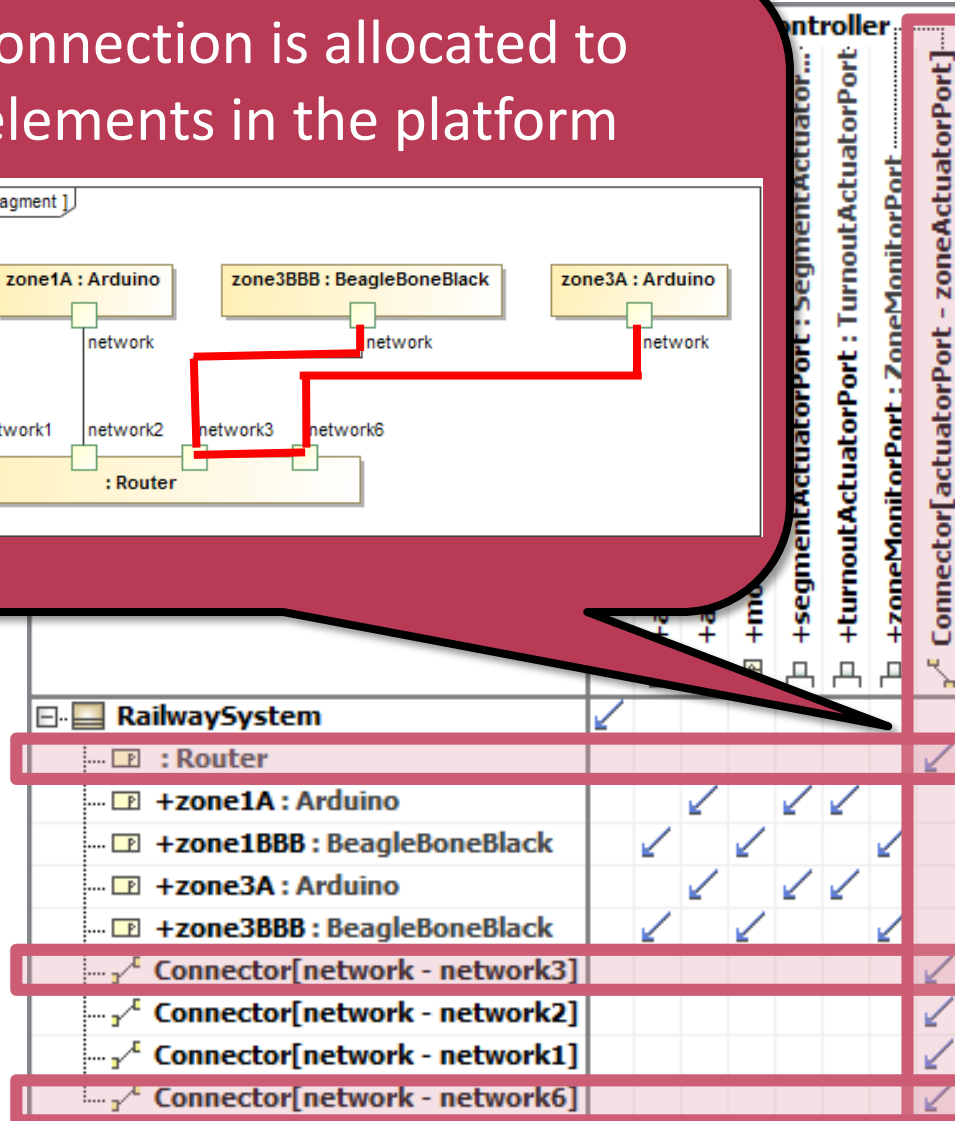 onnection is allocated to
elements in the platform
agment ]
zone1A : Arduino
zone3BBB : BeagleBoneBlack
zone3A : Arduino
network
network
network
twork1
network2
network3
network6
: Router
ontroller
+mo
+segmentActuatorPort : SegmentActuator...
+turnoutActuatorPort : TurnoutActuatorPort
+zoneMonitorPort : ZoneMonitorPort
Connector[actuatorPort - zoneActuatorPort]
RailwaySystem
: Router
+zone1A : Arduino
+zone1BBB : BeagleBoneBlack
+zone3A : Arduino
+zone3BBB : BeagleBoneBlack
Connector[network - network3]
Connector[network - network2]
Connector[network - network1]
Connector[network - network6]